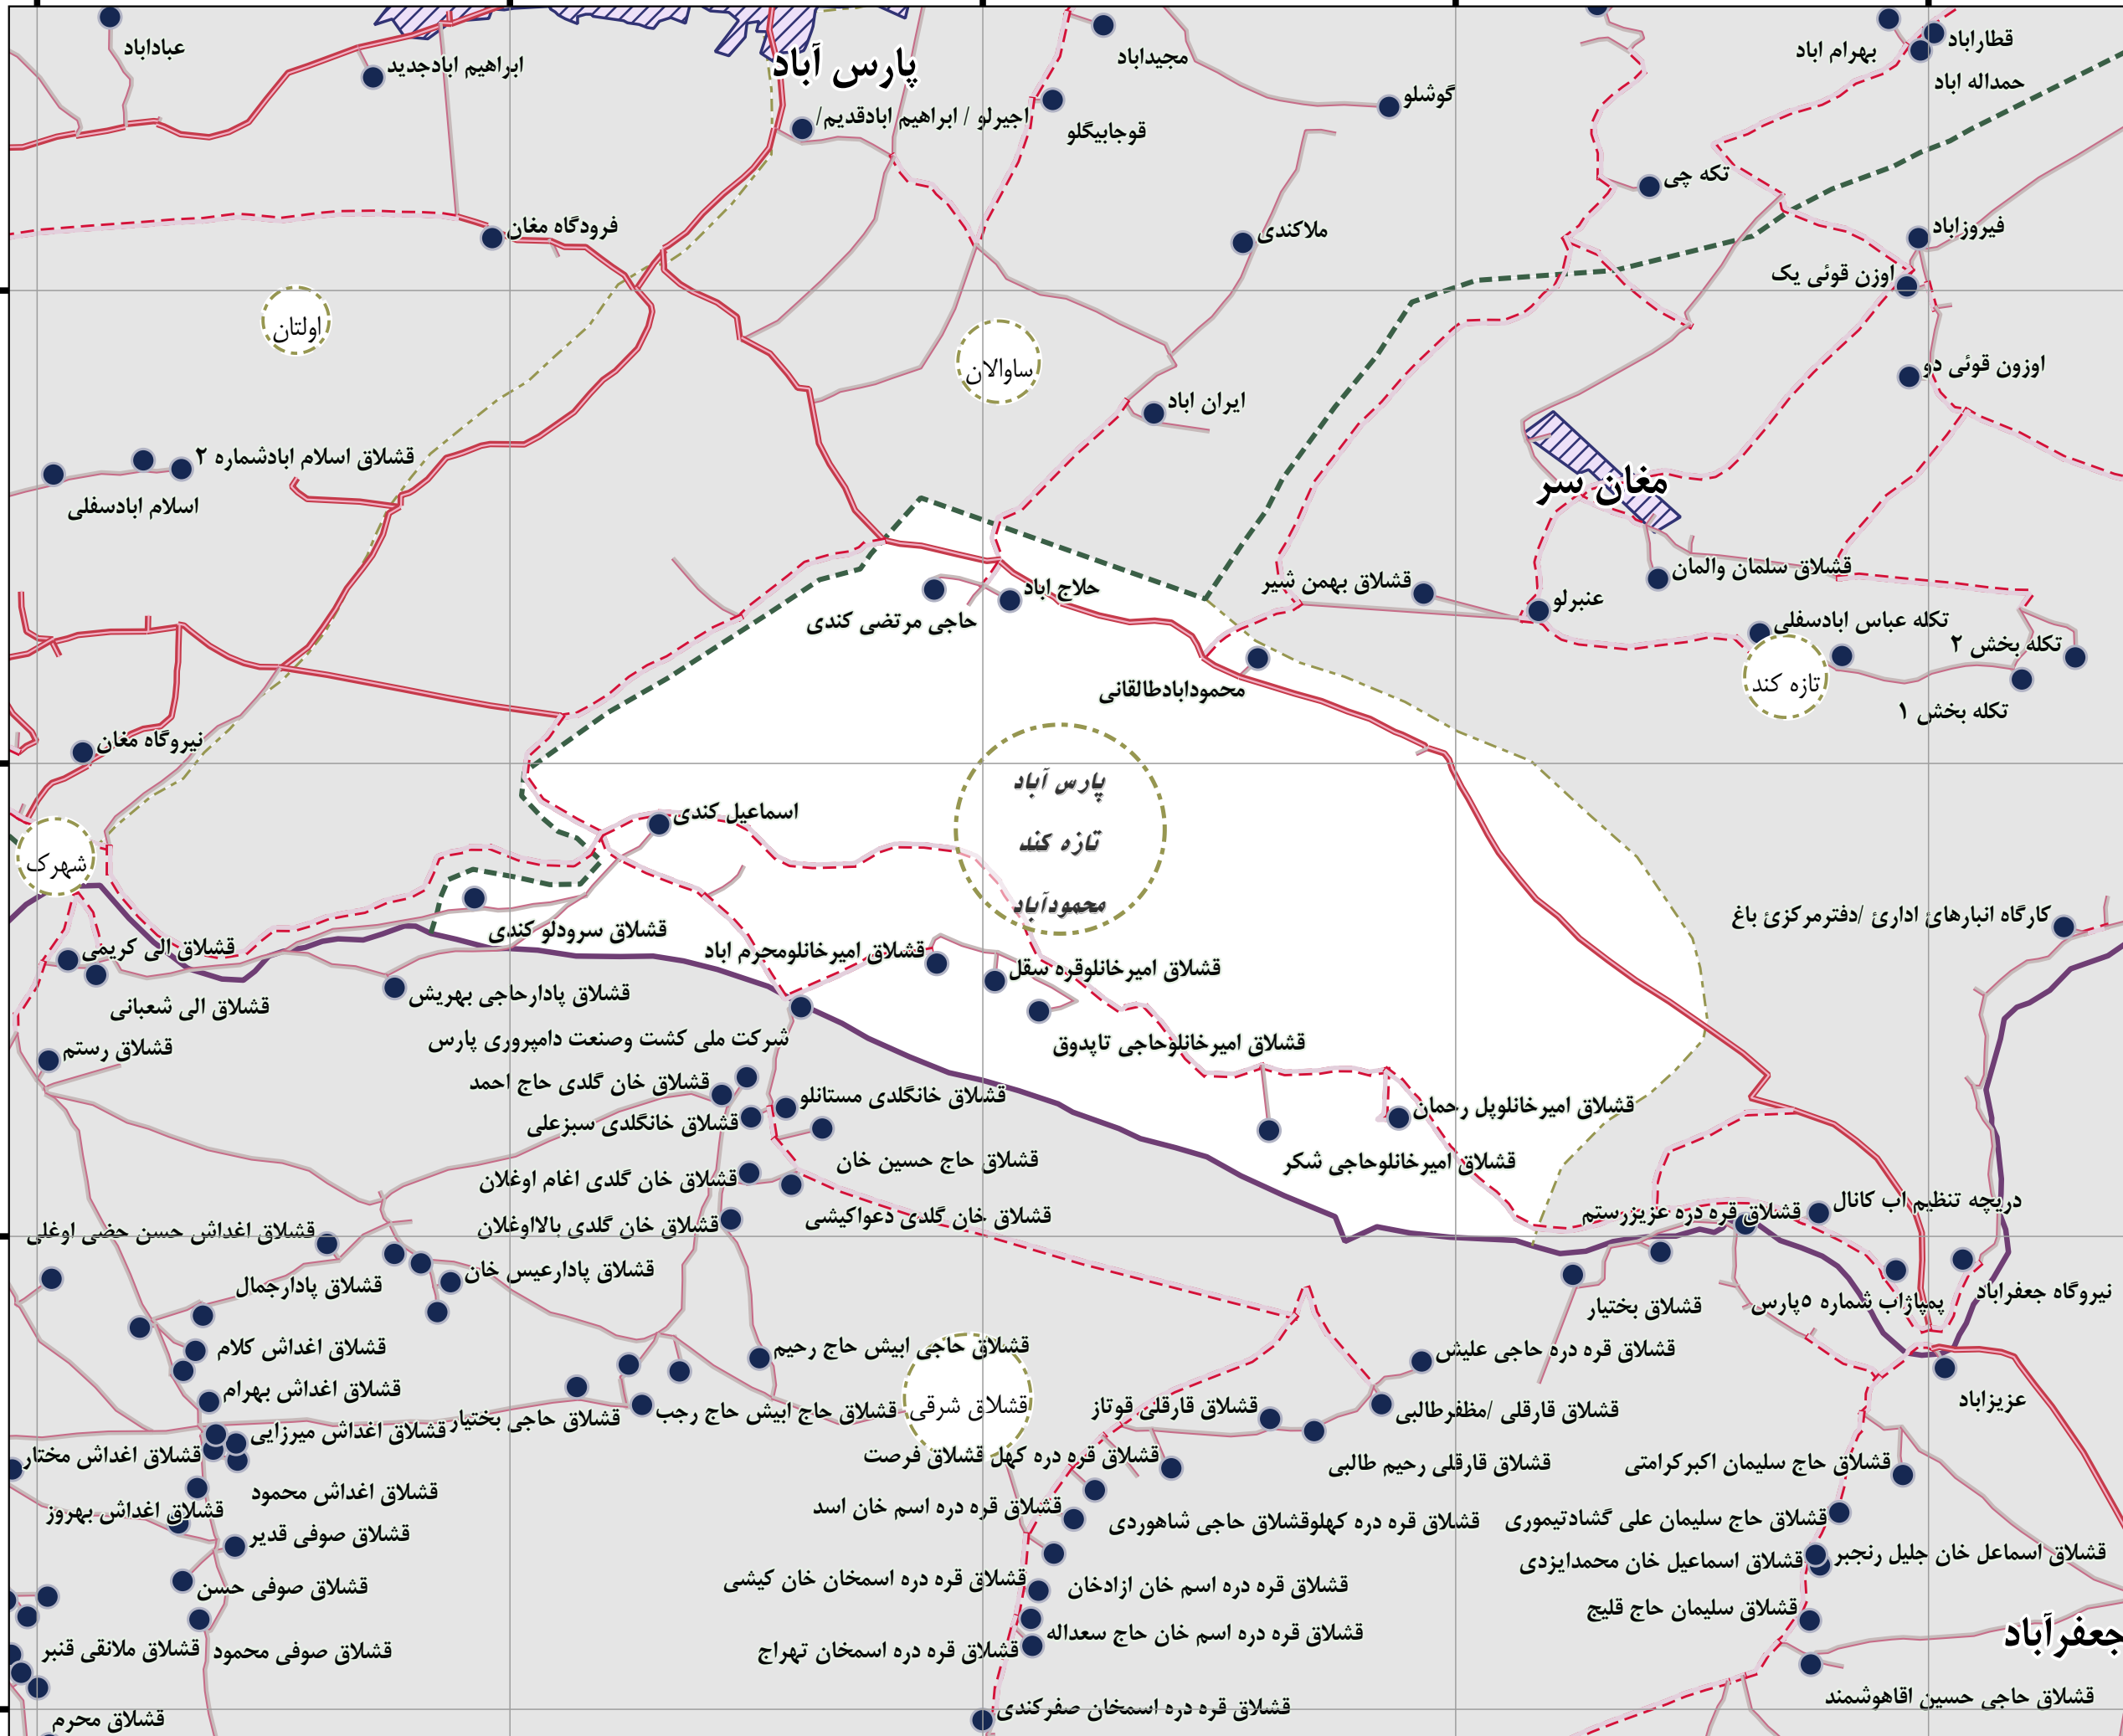 عباداباد
ابراهیم ابادجدید
پارس آباد
مجیداباد
گوشلو
بهرام اباد
قطاراباد
حمداله اباد
اجیرلو / ابراهیم ابادقدیم/
قوجابیگلو
تکه چی
فرودگاه مغان
ملاکندی
فیروزاباد
اوزن قوئی یک
اولتان
ساوالان
اوزون قوئی دو
ایران اباد
قشلاق اسلام ابادشماره ۲
اسلام ابادسفلی
مغان سر
قشلاق سلمان والمان
قشلاق بهمن شیر
عنبرلو
حلاج اباد
حاجی مرتضی کندی
تکله عباس ابادسفلی
تکله بخش ۲
تازه کند
تکله بخش ۱
محمودابادطالقانی
نیروگاه مغان
پارس آباد
تازه کند
محمودآباد
اسماعیل کندی
شهرک
قشلاق سرودلو کندی
کارگاه انبارهائ ادارئ /دفترمرکزئ باغ
قشلاق الی کریمی
قشلاق الی شعبانی
قشلاق پادارحاجی بهریش
قشلاق امیرخانلومحرم اباد
قشلاق امیرخانلوقره سقل
شرکت ملی کشت وصنعت دامپروری پارس
قشلاق امیرخانلوحاجی تاپدوق
قشلاق رستم
قشلاق خان گلدی حاج احمد
قشلاق خانگلدی مستانلو
قشلاق خانگلدی سبزعلی
قشلاق امیرخانلوپل رحمان
قشلاق حاج حسین خان
قشلاق امیرخانلوحاجی شکر
قشلاق خان گلدی اغام اوغلان
قشلاق خان گلدی دعواکیشی
قشلاق خان گلدی بالااوغلان
قشلاق قره دره عزیزرستم
دریچه تنظیم اب کانال
قشلاق اغداش حسن حضی اوغلی
قشلاق پادارعیس خان
قشلاق پادارجمال
قشلاق بختیار
پمپاژاب شماره ۵پارس
نیروگاه جعفراباد
قشلاق اغداش کلام
قشلاق حاجی ابیش حاج رحیم
قشلاق قره دره حاجی علیش
قشلاق اغداش بهرام
عزیزاباد
قشلاق شرقی
قشلاق حاج ابیش حاج رجب
قشلاق حاجی بختیار
قشلاق قارقلی قوتاز
قشلاق قارقلی /مظفرطالبی
قشلاق اغداش میرزایی
قشلاق اغداش مختار
قشلاق قره دره کهل قشلاق فرصت
قشلاق قارقلی رحیم طالبی
قشلاق حاج سلیمان اکبرکرامتی
قشلاق اغداش محمود
قشلاق اغداش بهروز
قشلاق قره دره اسم خان اسد
قشلاق قره دره کهلوقشلاق حاجی شاهوردی
قشلاق حاج سلیمان علی گشادتیموری
قشلاق صوفی قدیر
قشلاق اسماعل خان جلیل رنجبر
قشلاق اسماعیل خان محمدایزدی
قشلاق صوفی حسن
قشلاق قره دره اسمخان خان کیشی
قشلاق قره دره اسم خان ازادخان
قشلاق سلیمان حاج قلیچ
جعفرآباد
قشلاق ملانقی قنبر
قشلاق صوفی محمود
قشلاق قره دره اسم خان حاج سعداله
قشلاق قره دره اسمخان تهراج
قشلاق حاجی حسین اقاهوشمند
قشلاق قره دره اسمخان صفرکندی
قشلاق محرم